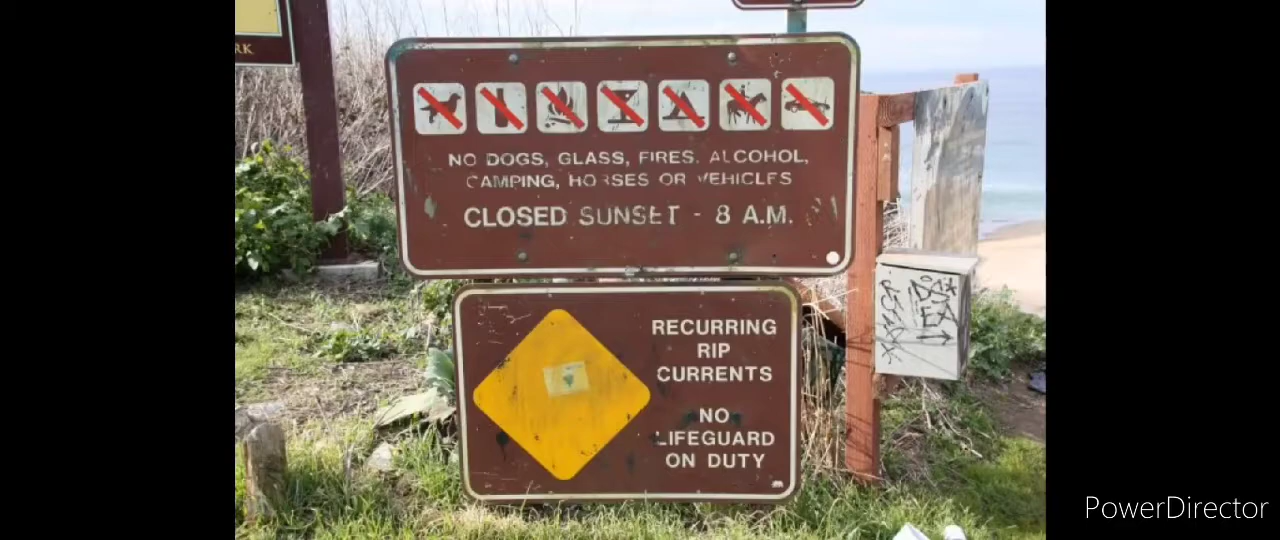 RK
NO DOGS, GLASS, FIRES, ALCOHOL,
CAMPING, HORSES OR VEHICLES
CLOSED SUNSET - 8 A.M.
RECURRING
RIP
CURRENTS
NO
LIFEGUARD
ON DUTY
PowerDirector